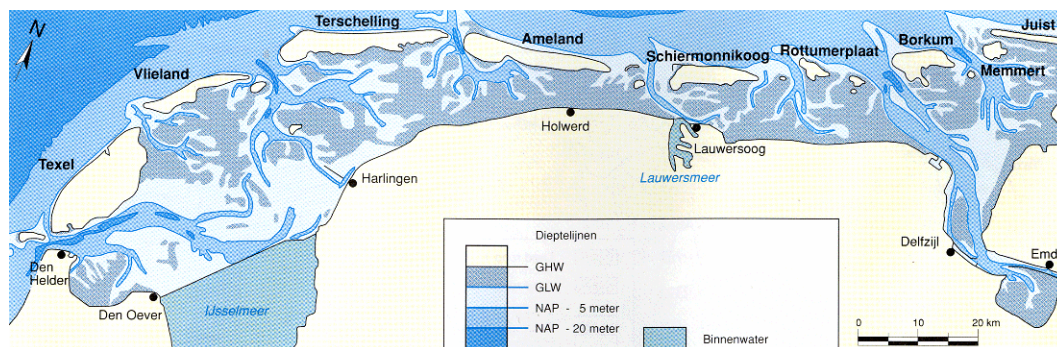 N
Terschelling
Ameland
Schiermonnikoog
Rottumerplaat
Borkum
Juist
Memmert
Vlieland
Texel
Holwerd
Lauwersoog
Lauwersmeer
Harlingen
Den
Helder
Den Oever
IJsselmeer
Delfzijl
Emd
Dieptelijnen
GHW
GLW
NAP - 5 meter
NAP - 20 meter
Binnenwater
0 10 20 km